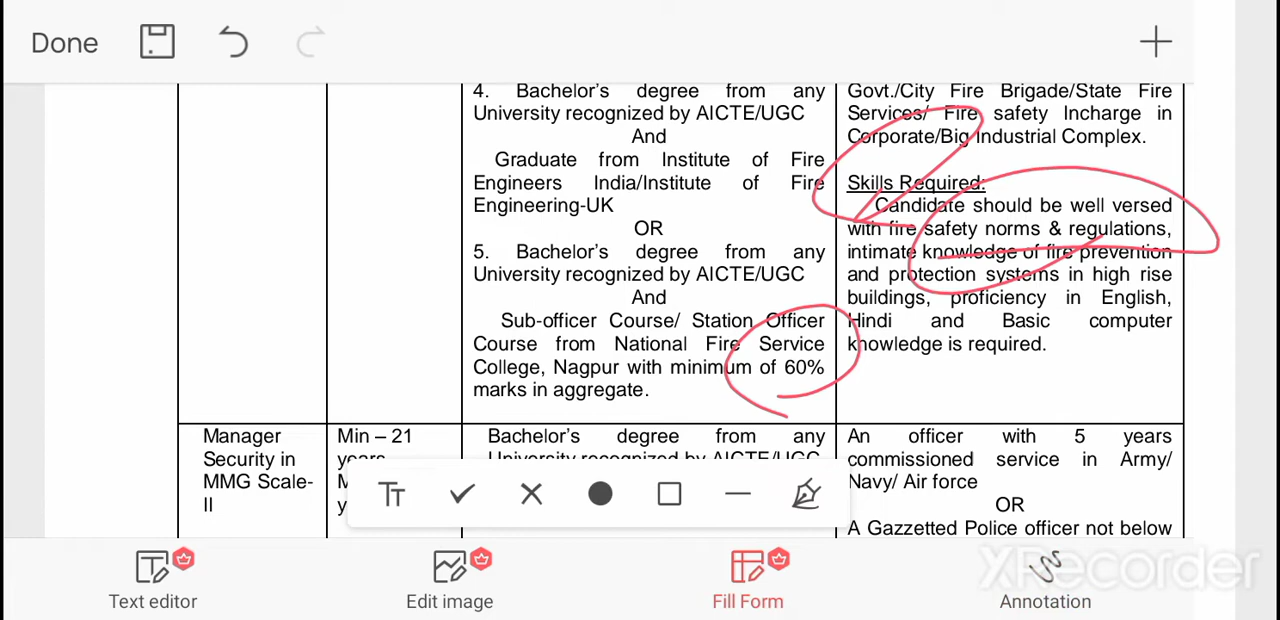 Done
4. Bachelor's degree from any
University recognized by AICTE/UGC
And
Graduate from Institute of Fire
Engineers India/Institute of Fire
Engineering-UK
OR
5. Bachelor's degree from any
University recognized by AICTE/UGC
And
Sub-officer Course/ Station Officer
Course from National Fire Service
College, Nagpur with minimum of 60%
marks in aggregate.
Govt./City Fire Brigade/State Fire
Services/ Fire safety Incharge in
Corporate/Big Industrial Complex.
Skills Required:
Candidate should be well versed
with fire safety norms & regulations,
intimate knowledge of fire prevention
and protection systems in high rise
buildings, proficiency in English,
Hindi and Basic computer
knowledge is required.
Manager
Security in
MMG Scale-
II
Min – 21
years
Bachelor's degree from any
University recognized by AICTE/UGC
An officer with 5 years
commissioned service in Army/
Navy/ Air force
OR
A Gazzetted Police officer not below
TT
Text editor
Edit image
Fill Form
Annotation
XRecorder